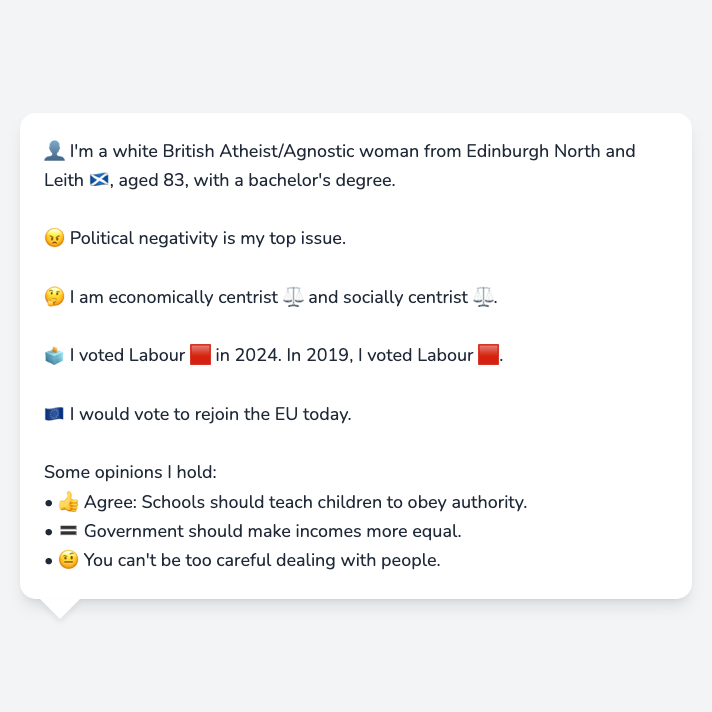 👤 I'm a white British Atheist/Agnostic woman from Edinburgh North and
Leith 🏴󠁧󠁢󠁳󠁣󠁴󠁿, aged 83, with a bachelor's degree.
😠 Political negativity is my top issue.
🤔 I am economically centrist ⚖️ and socially centrist ⚖️.
🗳️ I voted Labour 🟥 in 2024. In 2019, I voted Labour 🟥.
🇪🇺 I would vote to rejoin the EU today.
Some opinions I hold:
• 👍 Agree: Schools should teach children to obey authority.
• 🟰 Government should make incomes more equal.
• 🤨 You can't be too careful dealing with people.